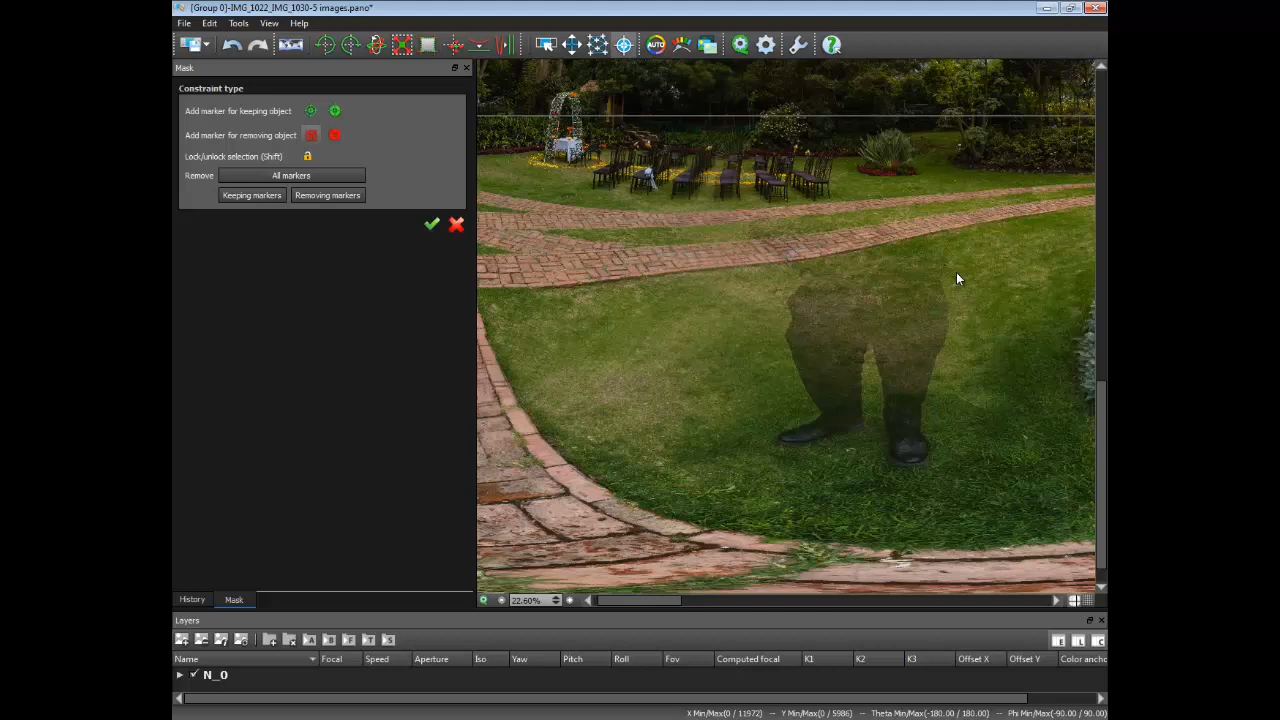 [Group 0]-IMG_1022_IMG_1030-5 images.pano*
File Edit Tools View Help
AUTO
Mask
Constraint type
Add marker for keeping object
Add marker for removing object
Lock/unlock selection (Shift)
Remove All markers
Keeping markers Removing markers
History Mask
22.60%
Layers
A B F T S E L C
Name Focal Speed Aperture Iso Yaw Pitch Roll Fov Computed focal K1 K2 K3 Offset X Offset Y Color ancho
N_0
X Min/Max(0 / 11972) -- Y Min/Max(0 / 5986) -- Theta Min/Max(-180.00 / 180.00) -- Phi Min/Max(-90.00 / 90.00)